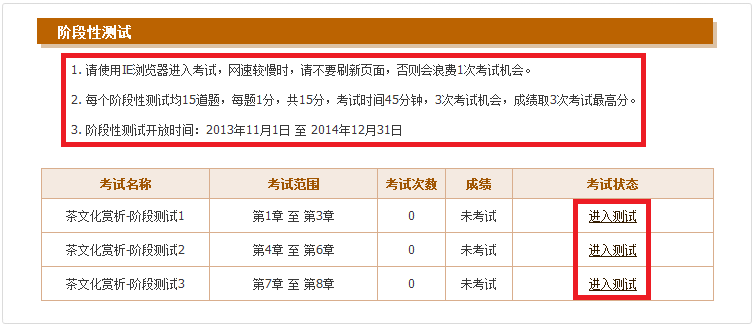 阶段性测试
1. 请使用IE浏览器进入考试，网速较慢时，请不要刷新页面，否则会浪费1次考试机会。
2. 每个阶段性测试均15道题，每题1分，共15分，考试时间45分钟，3次考试机会，成绩取3次考试最高分。
3. 阶段性测试开放时间：2013年11月1日 至 2014年12月31日
考试名称 考试范围 考试次数 成绩 考试状态
茶文化赏析-阶段测试1 第1章 至 第3章 0 未考试 进入测试
茶文化赏析-阶段测试2 第4章 至 第6章 0 未考试 进入测试
茶文化赏析-阶段测试3 第7章 至 第8章 0 未考试 进入测试